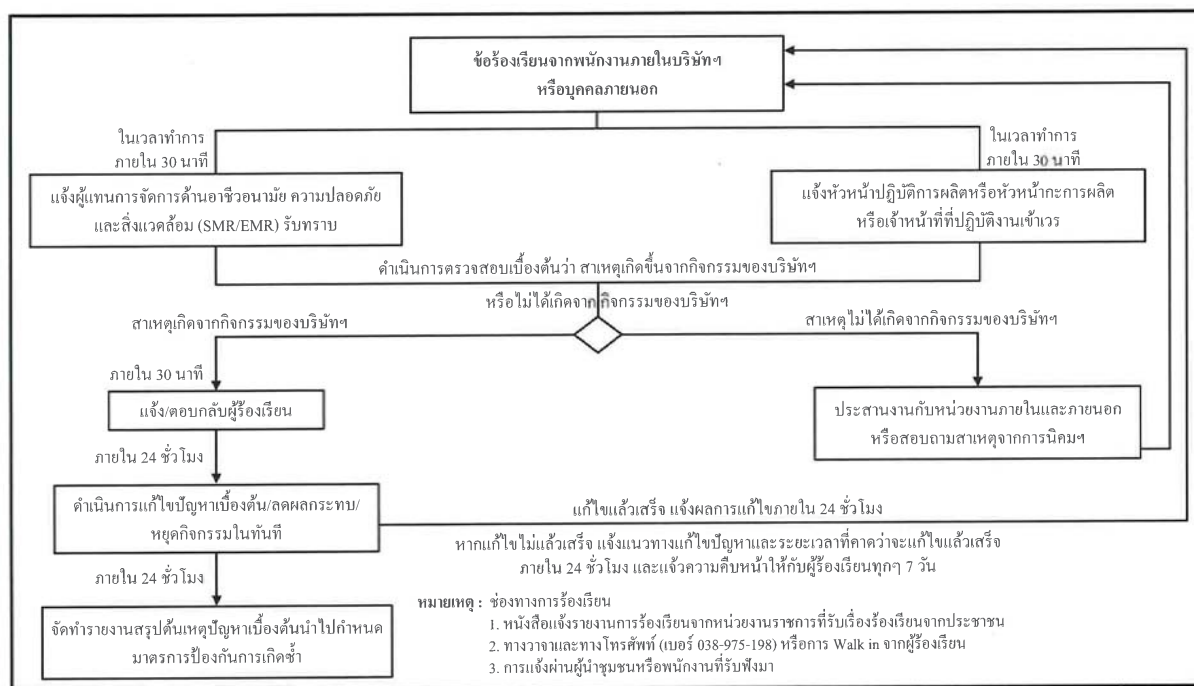 ข้อร้องเรียนจากพนักงานภายในบริษัทฯ
หรือบุคคลภายนอก
ในเวลาทำการ
ภายใน 30 นาที
ในเวลาทำการ
ภายใน 30 นาที
แจ้งผู้แทนการจัดการด้านอาชีวอนามัย ความปลอดภัย
และสิ่งแวดล้อม (SMR/EMR) รับทราบ
แจ้งหัวหน้าปฏิบัติการผลิตหรือหัวหน้ากะการผลิต
หรือเจ้าหน้าที่ที่ปฏิบัติงานเข้าเวร
ดำเนินการตรวจสอบเบื้องต้นว่า สาเหตุเกิดขึ้นจากกิจกรรมของบริษัทฯ
หรือไม่ได้เกิดจากกิจกรรมของบริษัทฯ
สาเหตุเกิดจากกิจกรรมของบริษัทฯ
สาเหตุไม่ได้เกิดจากกิจกรรมของบริษัทฯ
ภายใน 30 นาที
แจ้ง/ตอบกลับผู้ร้องเรียน
ประสานงานกับหน่วยงานภายในและภายนอก
หรือสอบถามสาเหตุจากการนิคมฯ
ภายใน 24 ชั่วโมง
ดำเนินการแก้ไขปัญหาเบื้องต้น/ลดผลกระทบ/
หยุดกิจกรรมในทันที
แก้ไขแล้วเสร็จ แจ้งผลการแก้ไขภายใน 24 ชั่วโมง
หากแก้ไขไม่แล้วเสร็จ แจ้งแนวทางแก้ไขปัญหาและระยะเวลาที่คาดว่าจะแก้ไขแล้วเสร็จ
ภายใน 24 ชั่วโมง และแจ้วความคืบหน้าให้กับผู้ร้องเรียนทุกๆ 7 วัน
ภายใน 24 ชั่วโมง
จัดทำรายงานสรุปต้นเหตุปัญหาเบื้องต้นนำไปกำหนด
มาตรการป้องกันการเกิดซ้ำ
หมายเหตุ : ช่องทางการร้องเรียน
1. หนังสือแจ้งรายงานการร้องเรียนจากหน่วยงานราชการที่รับเรื่องร้องเรียนจากประชาชน
2. ทางวาจาและทางโทรศัพท์ (เบอร์ 038-975-198) หรือการ Walk in จากผู้ร้องเรียน
3. การแจ้งผ่านผู้นำชุมชนหรือพนักงานที่รับฟังมา